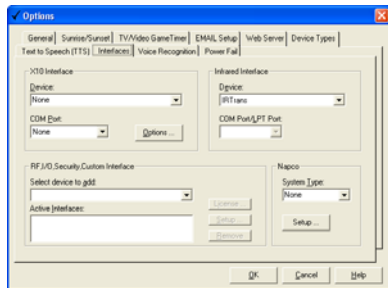 Options
General Sunrise/Sunset TV/Video GameTimer EMAIL Setup Web Server Device Types
Text to Speech (TTS) Interfaces Voice Recognition Power Fail
X10 Interface
Device:
None
COM Port:
None
Options ...
Infrared Interface
Device:
IRTrans
COM Port/LPT Port:
RF,I/O,Security,Custom Interface
Select device to add:
Active Interfaces:
License...
Setup ...
Remove
Napco
System Type:
None
Setup ...
OK Cancel Help